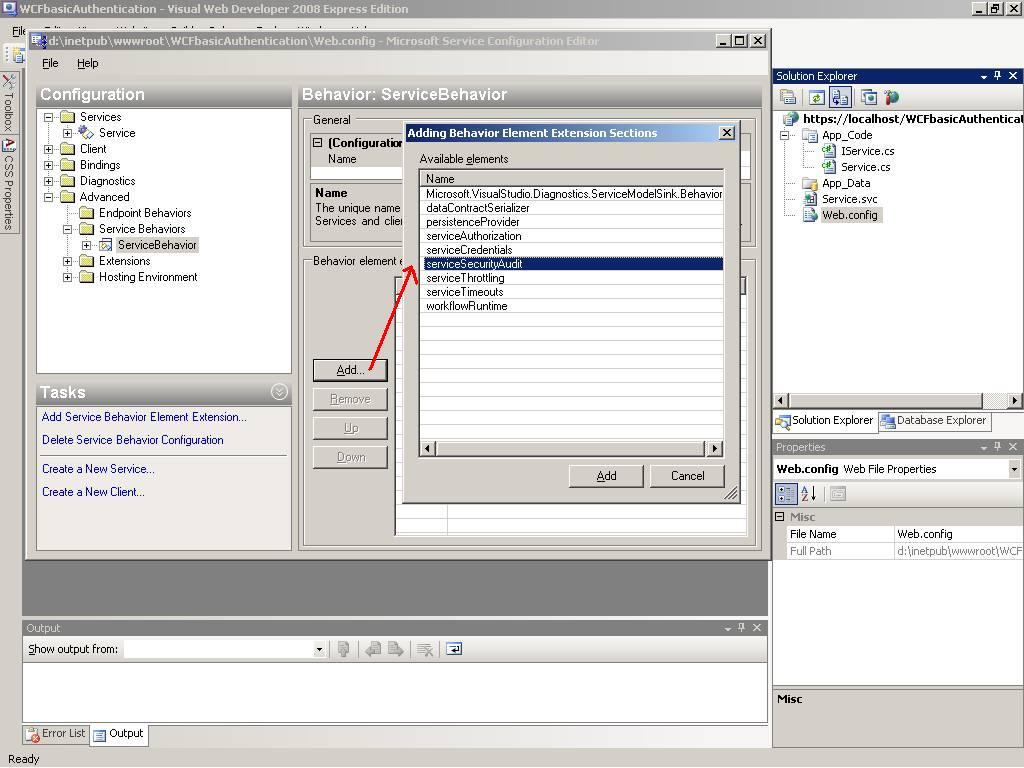 WCFbasicAuthentication - Visual Web Developer 2008 Express Edition
d:\inetpub\wwwroot\WCFbasicAuthentication\Web.config - Microsoft Service Configuration Editor
File Help
Toolbox
CSS Properties
Configuration
Services
Service
Client
Bindings
Diagnostics
Advanced
Endpoint Behaviors
Service Behaviors
ServiceBehavior
Extensions
Hosting Environment
Tasks
Add Service Behavior Element Extension...
Delete Service Behavior Configuration
Create a New Service...
Create a New Client...
Behavior: ServiceBehavior
General
(Configuration
Name
Name
The unique name
Services and clie
Behavior element e
Add...
Remove
Up
Down
Adding Behavior Element Extension Sections
Available elements
Name
Microsoft.VisualStudio.Diagnostics.ServiceModelSink.Behavior
dataContractSerializer
persistenceProvider
serviceAuthorization
serviceCredentials
serviceSecurityAudit
serviceThrottling
serviceTimeouts
workflowRuntime
Add Cancel
Solution Explorer
https://localhost/WCFbasicAuthenticat
App_Code
IService.cs
Service.cs
App_Data
Service.svc
Web.config
Solution Explorer Database Explorer
Properties
Web.config Web File Properties
Misc
File Name Web.config
Full Path d:\inetpub\wwwroot\WCF
Misc
Output
Show output from:
Error List Output
Ready